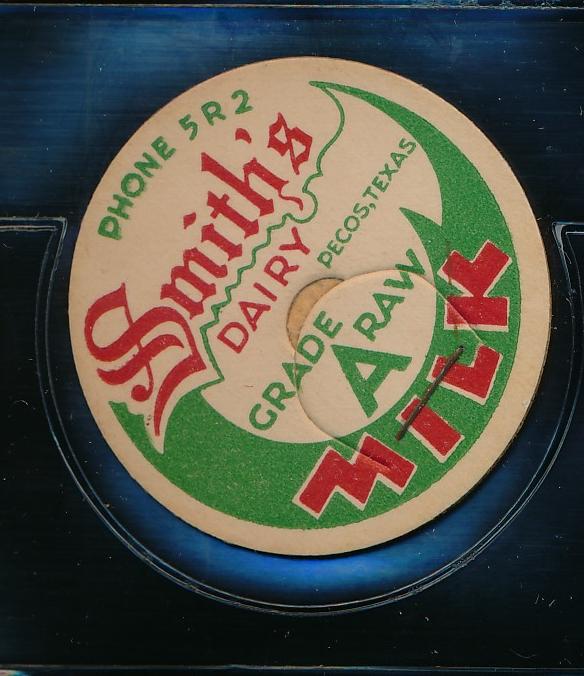 PHONE 5R2
Smith's
DAIRY
PECOS, TEXAS
GRADE
A
RAW
MILK